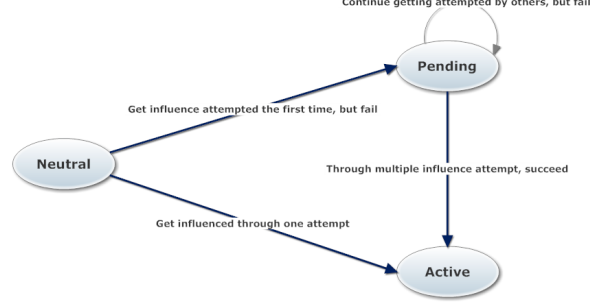 Continue getting attempted by others, but fail
Pending
Get influence attempted the first time, but fail
Neutral
Through multiple influence attempt, succeed
Get influenced through one attempt
Active